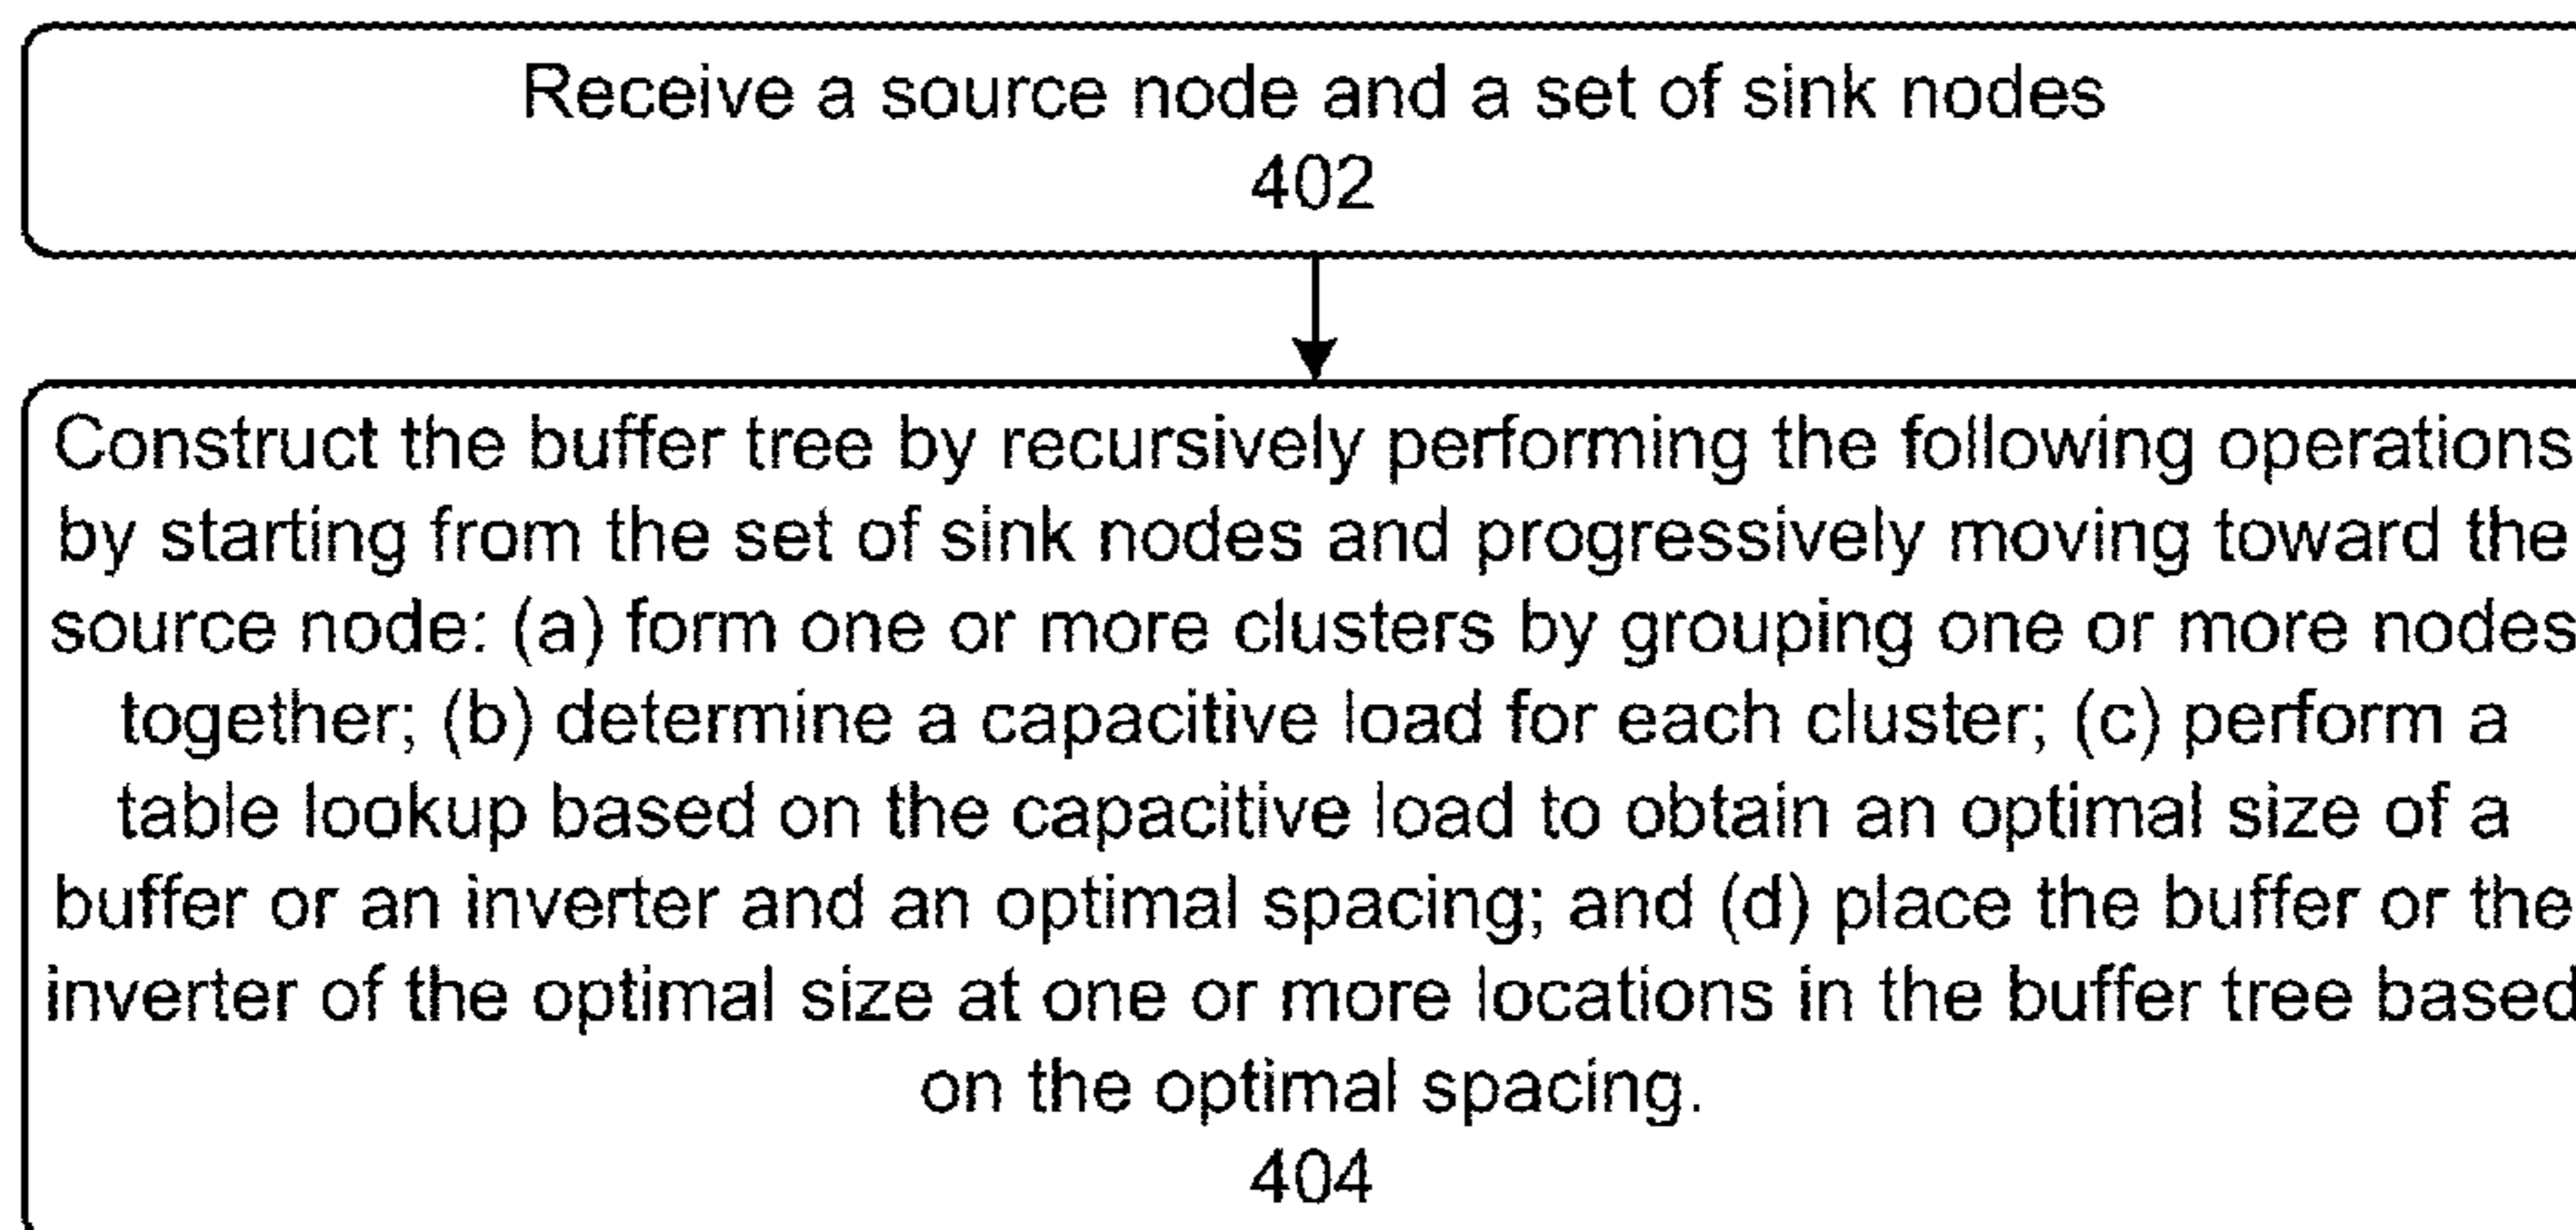 Receive a source node and a set of sink nodes
402
Construct the buffer tree by recursively performing the following operations
by starting from the set of sink nodes and progressively moving toward the
source node: (a) form one or more clusters by grouping one or more nodes
together; (b) determine a capacitive load for each cluster; (c) perform a
table lookup based on the capacitive load to obtain an optimal size of a
buffer or an inverter and an optimal spacing; and (d) place the buffer or the
inverter of the optimal size at one or more locations in the buffer tree based
on the optimal spacing.
404